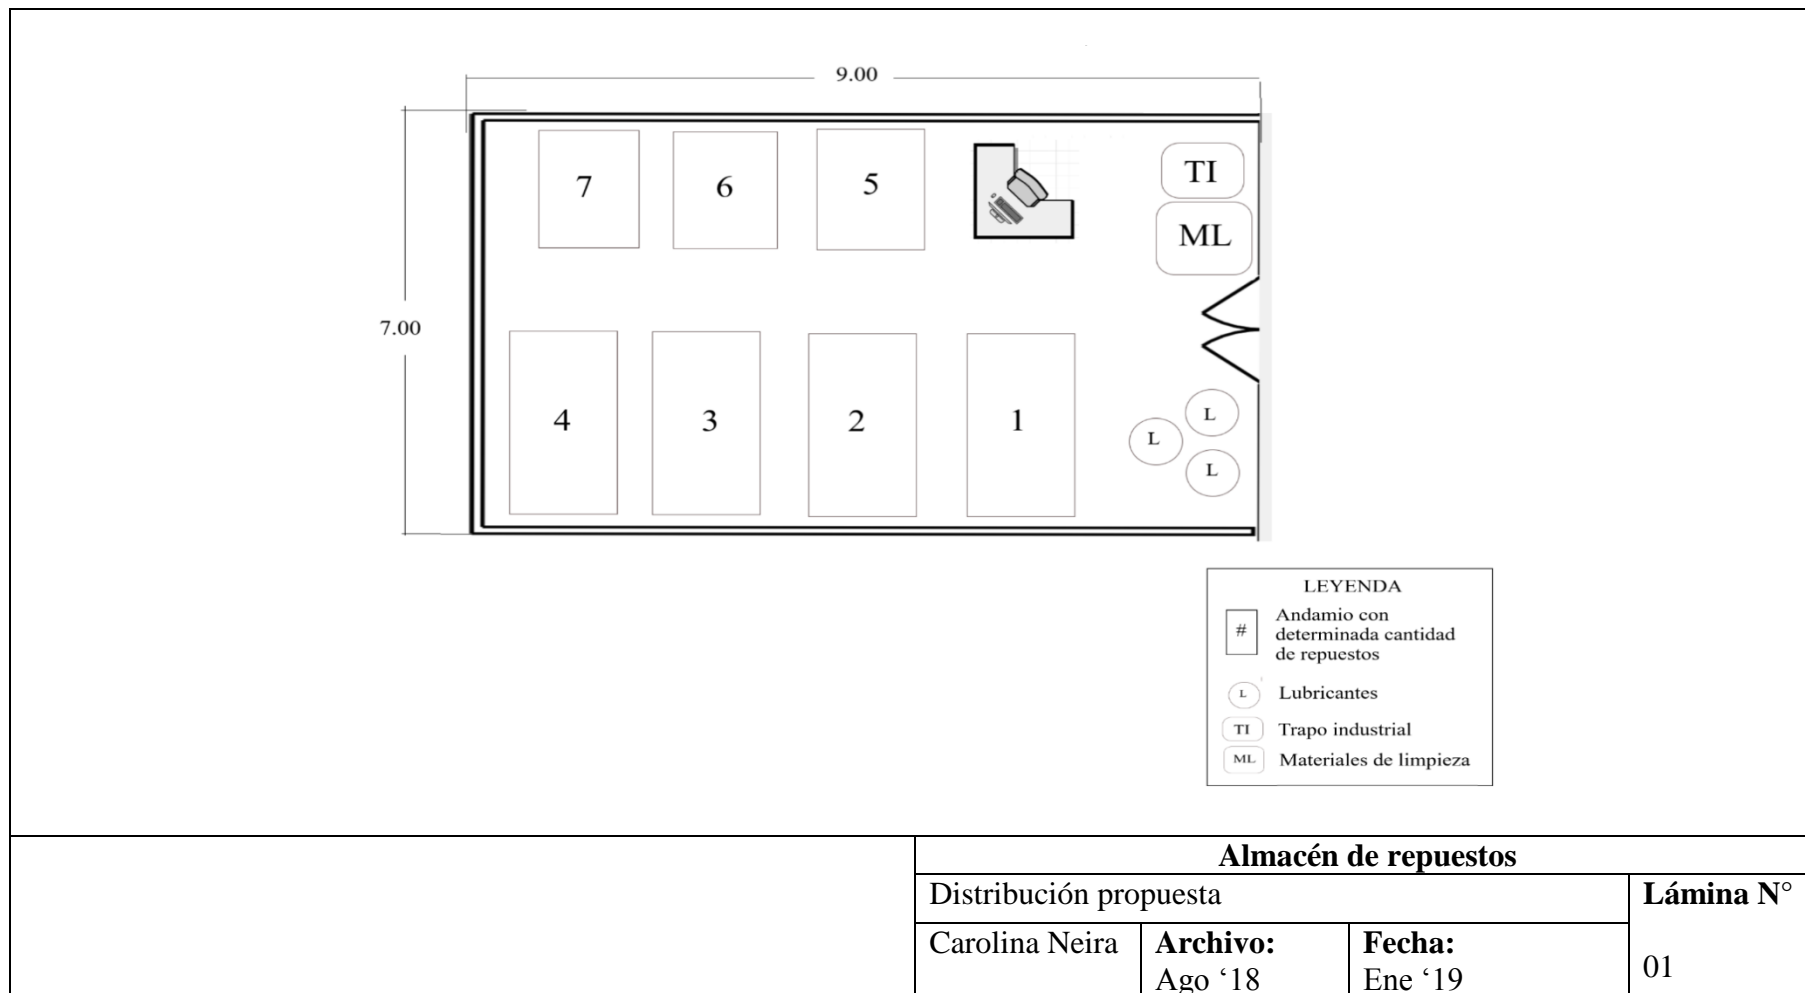 9.00
7 6 5 TI
ML
7.00
4 3 2 1 L
L
L
LEYENDA
# Andamio con
determinada cantidad
de repuestos
L Lubricantes
TI Trapo industrial
ML Materiales de limpieza
Almacén de repuestos
Distribución propuesta
Lámina N°
01
Carolina Neira
Archivo:
Ago ‘18
Fecha:
Ene ‘19